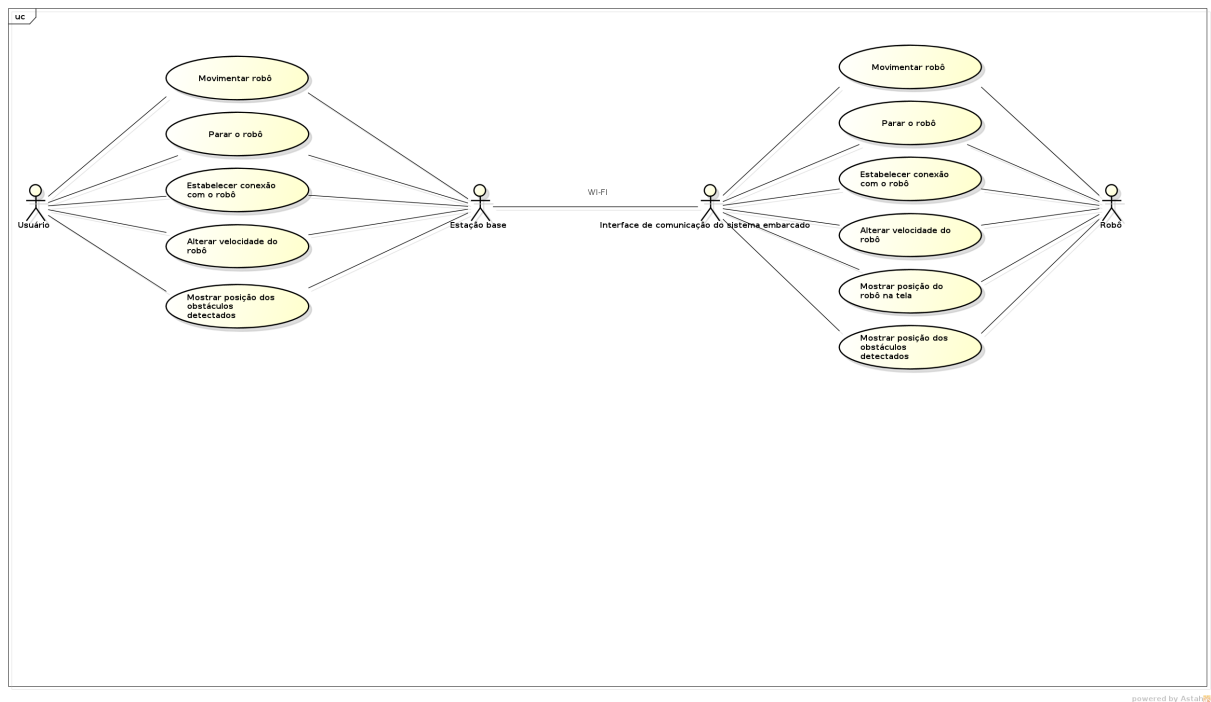 uc
Movimentar robô
Parar o robô
Estabelecer conexão
com o robô
Alterar velocidade do
robô
Mostrar posição dos
obstáculos
detectados
Usuário
Estação base
WI-FI
Interface de comunicação do sistema embarcado
Movimentar robô
Parar o robô
Estabelecer conexão
com o robô
Alterar velocidade do
robô
Mostrar posição do
robô na tela
Mostrar posição dos
obstáculos
detectados
Robô
powered by Astah